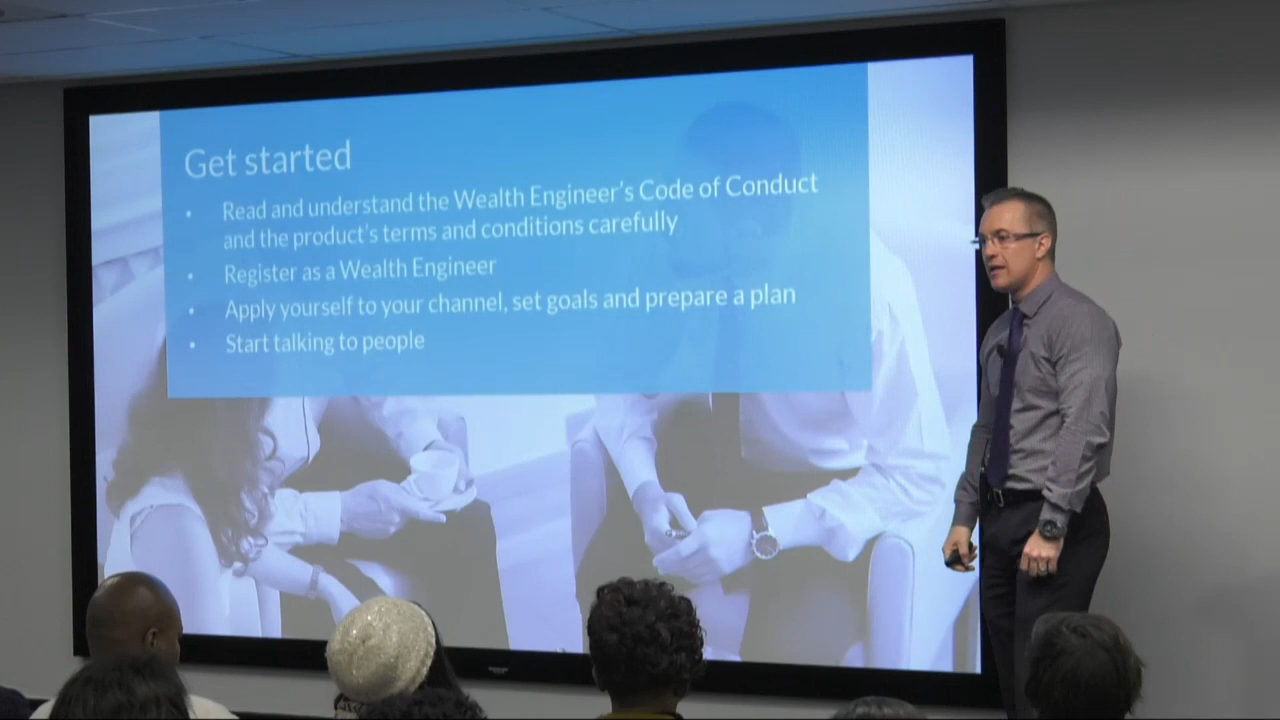 Get started
• Read and understand the Wealth Engineer's Code of Conduct
and the product's terms and conditions carefully
• Register as a Wealth Engineer
• Apply yourself to your channel, set goals and prepare a plan
• Start talking to people